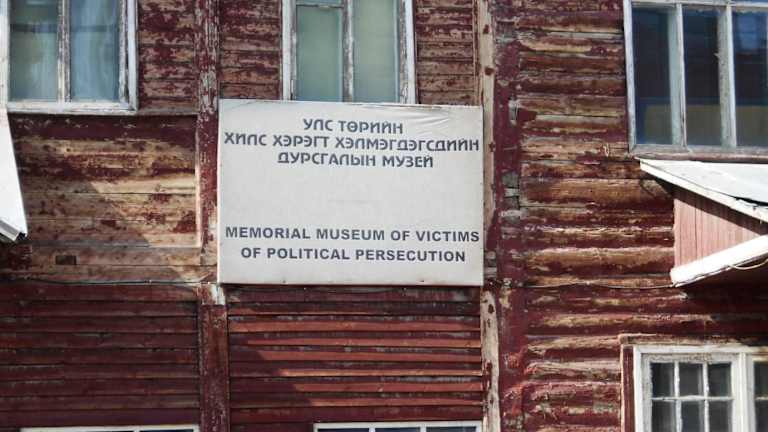 УЛС ТӨРИЙН
ХИЛС ХЭРЭГТ ХЭЛМЭГДЭГСДИЙН
ДУРСГАЛЫН МУЗЕЙ
MEMORIAL MUSEUM OF VICTIMS
OF POLITICAL PERSECUTION